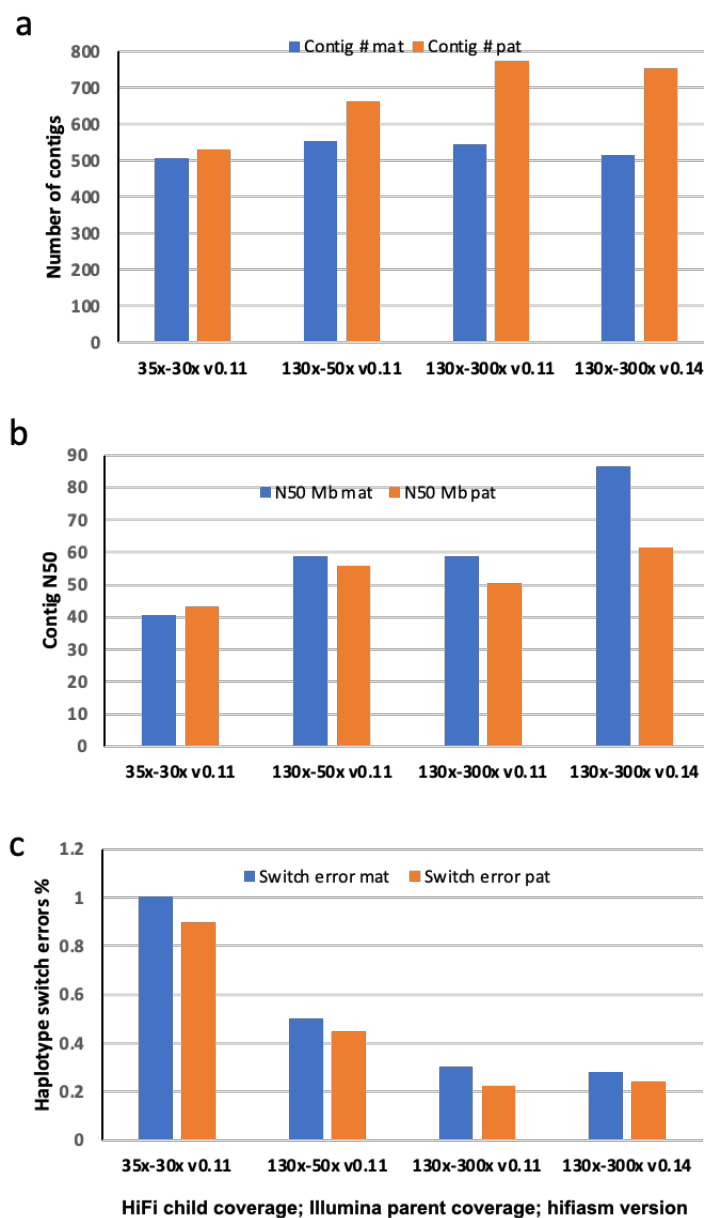 a
Contig # mat Contig # pat
800
700
600
500
400
300
200
100
0
Number of contigs
35x-30x v0.11 130x-50x v0.11 130x-300x v0.11 130x-300x v0.14
b
N50 Mb mat N50 Mb pat
90
80
70
60
50
40
30
20
10
0
Contig N50
35x-30x v0.11 130x-50x v0.11 130x-300x v0.11 130x-300x v0.14
c
Switch error mat Switch error pat
1.2
1
0.8
0.6
0.4
0.2
0
Haplotype switch errors %
35x-30x v0.11 130x-50x v0.11 130x-300x v0.11 130x-300x v0.14
HiFi child coverage; Illumina parent coverage; hifiasm version